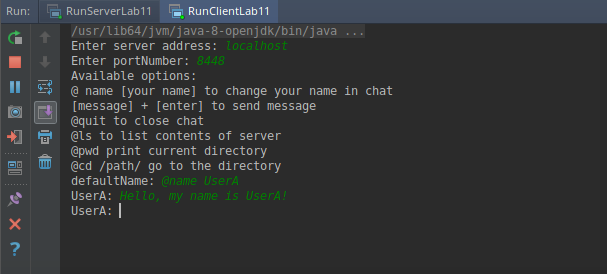 Run: RunServerLab11 RunClientLab11
/usr/lib64/jvm/java-8-openjdk/bin/java ...
Enter server address: localhost
Enter portNumber: 8448
Available options:
@ name [your name] to change your name in chat
[message] + [enter] to send message
@quit to close chat
@ls to list contents of server
@pwd print current directory
@cd /path/ go to the directory
defaultName: @name UserA
UserA: Hello, my name is UserA!
UserA: